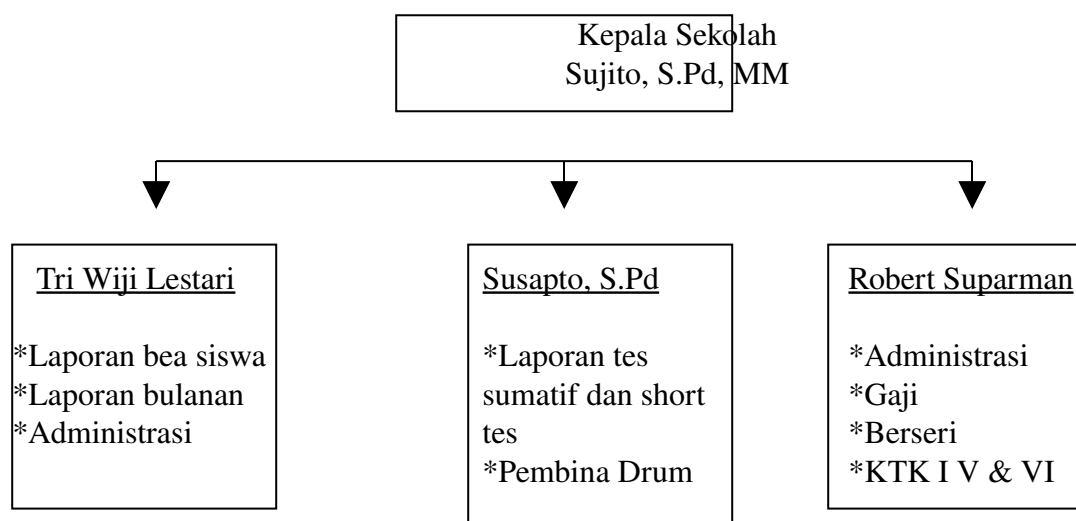 Kepala Sekolah
Sujito, S.Pd, MM
Tri Wiji Lestari
*Laporan bea siswa
*Laporan bulanan
*Administrasi
Susapto, S.Pd
*Laporan tes
sumatif dan short
tes
*Pembina Drum
Robert Suparman
*Administrasi
*Gaji
*Berseri
*KTK I V & VI